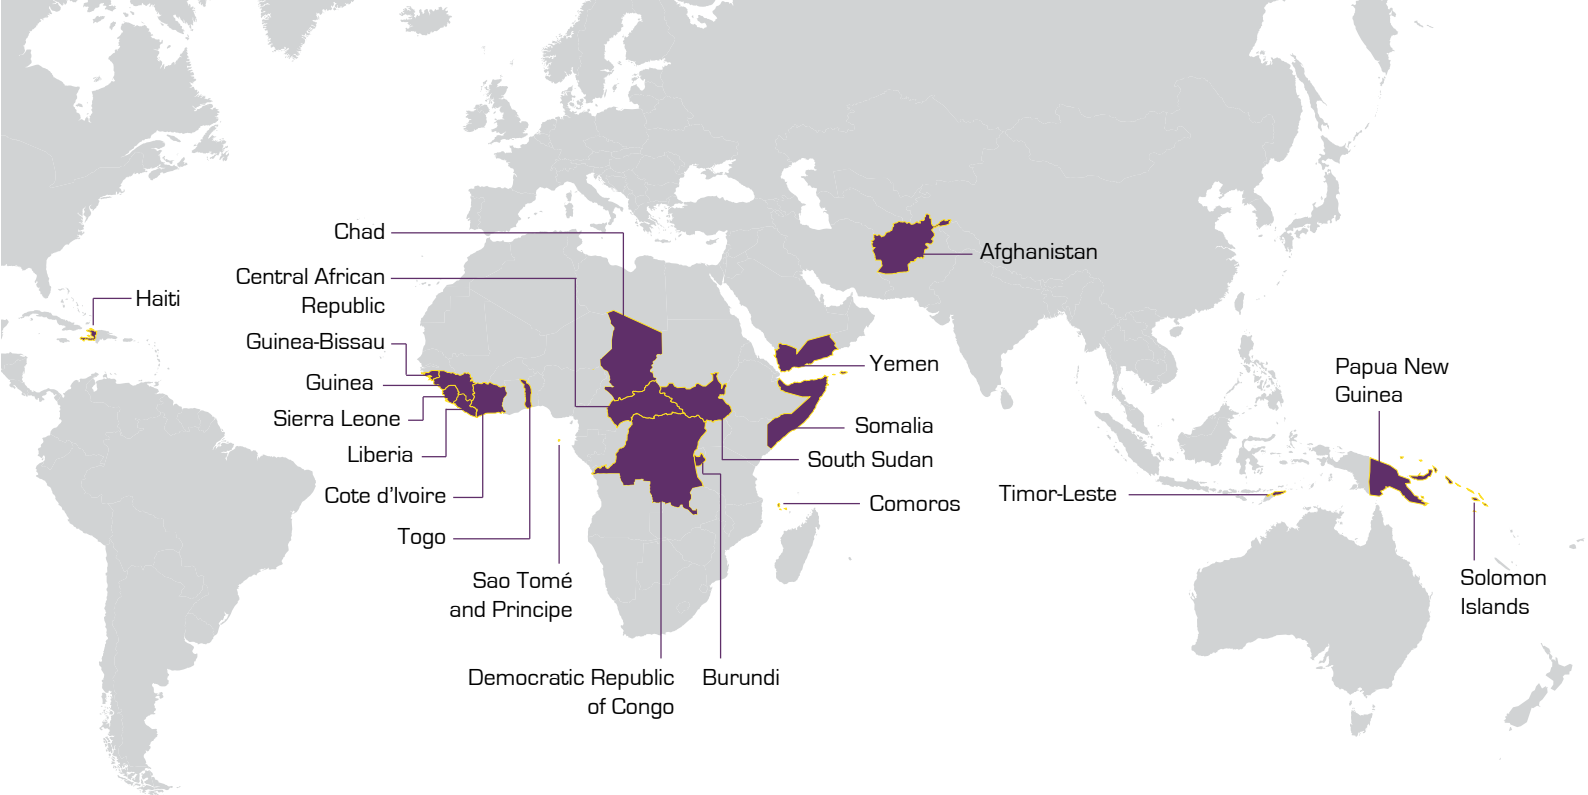 Chad
Central African
Republic
Haiti
Guinea-Bissau
Guinea
Sierra Leone
Liberia
Cote d'Ivoire
Togo
Sao Tomé
and Principe
Democratic Republic
of Congo
Burundi
Afghanistan
Yemen
Somalia
South Sudan
Comoros
Timor-Leste
Papua New
Guinea
Solomon
Islands